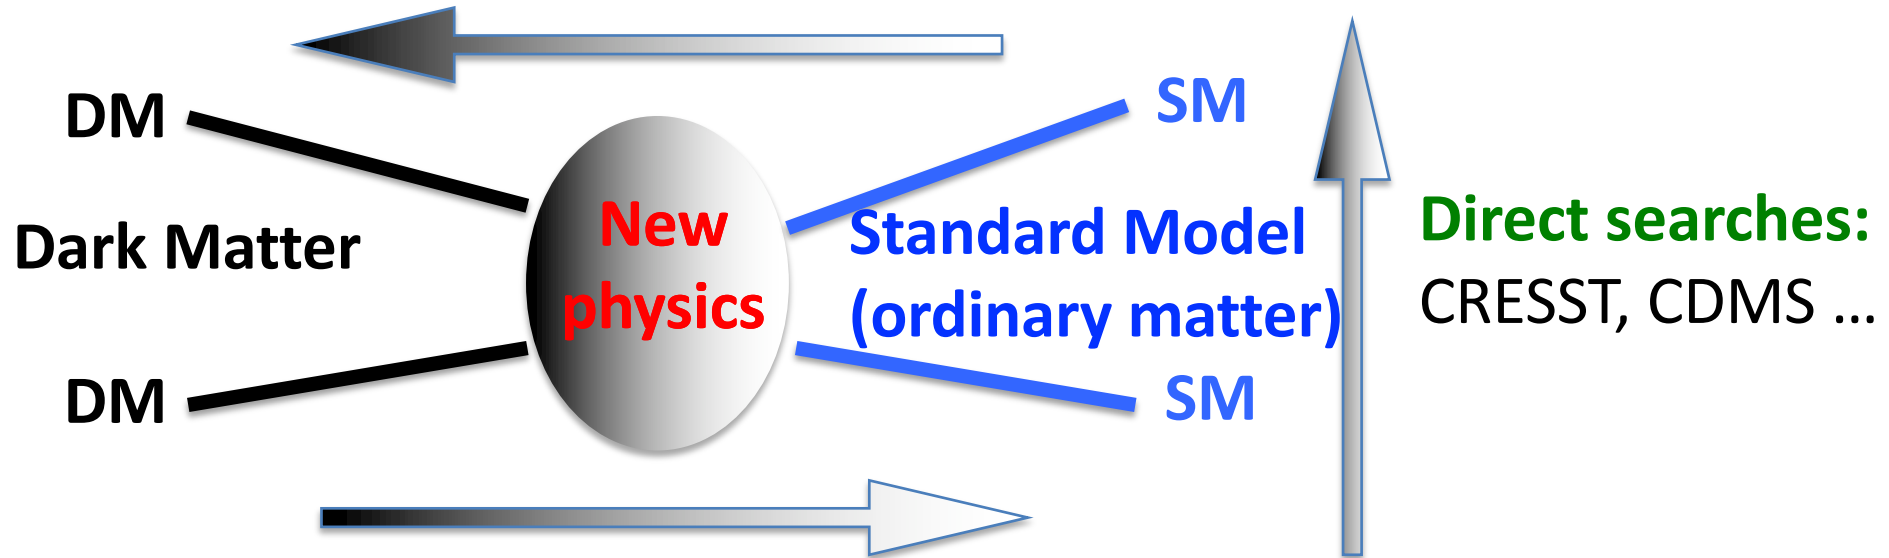 DM
SM
New
physics
Dark Matter
Standard Model
(ordinary matter)
Direct searches:
CRESST, CDMS ...
DM
SM